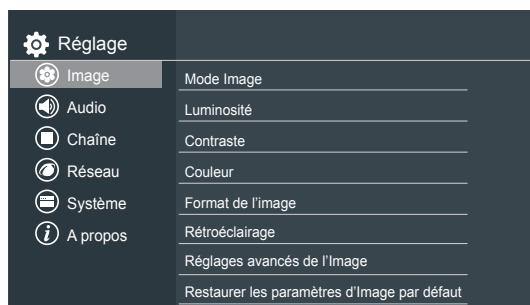 Réglage
Image
Audio
Chaîne
Réseau
Système
A propos
Mode Image
Luminosité
Contraste
Couleur
Format de l'image
Rétroéclairage
Réglages avancés de l'Image
Restaurer les paramètres d'Image par défaut